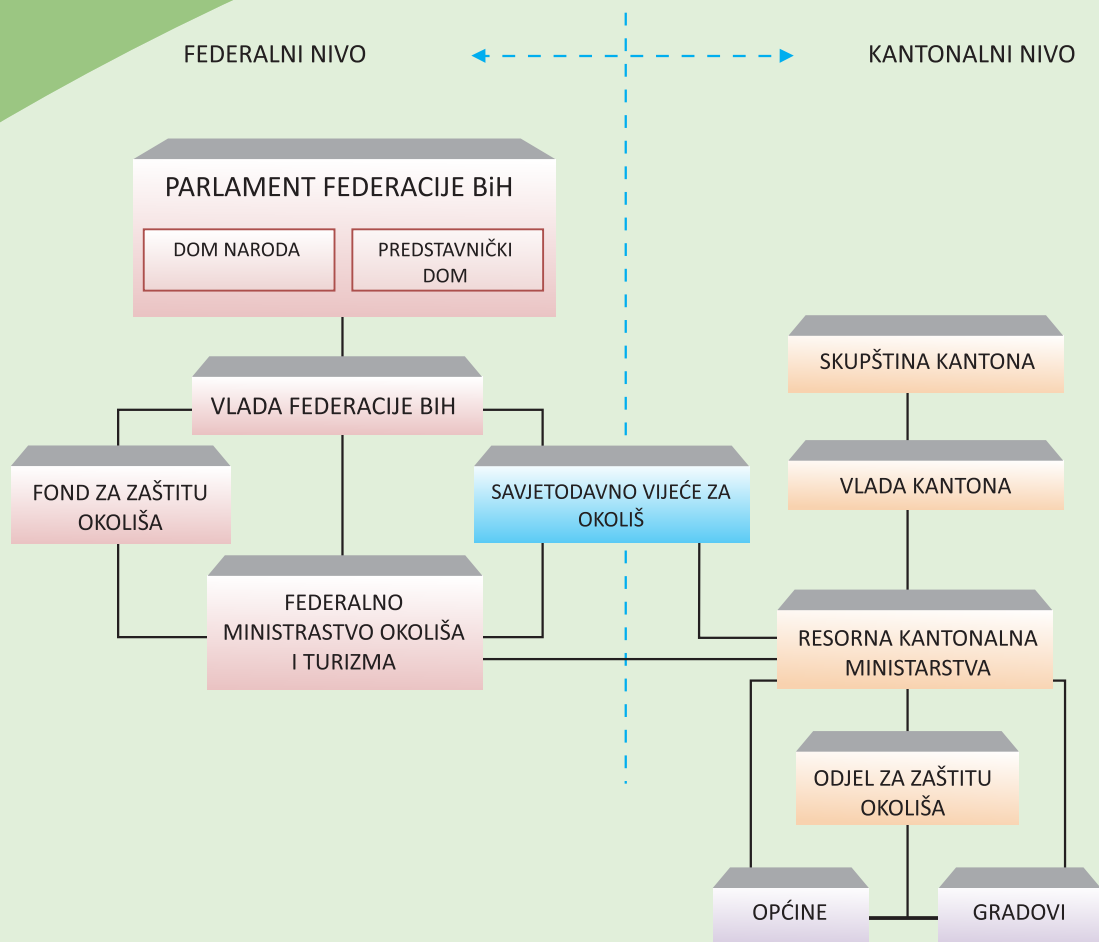 FEDERALNI NIVO
KANTONALNI NIVO
PARLAMENT FEDERACIJE BiH
DOM NARODA
PREDSTAVNIČKI
DOM
VLADA FEDERACIJE BIH
FOND ZA ZAŠTITU
OKOLIŠA
SAVJETODAVNO VIJEĆE ZA
OKOLIŠ
FEDERALNO
MINISTRASTVO OKOLIŠA
I TURIZMA
SKUPŠTINA KANTONA
VLADA KANTONA
RESORNA KANTONALNA
MINISTARSTVA
ODJEL ZA ZAŠTITU
OKOLIŠA
OPĆINE
GRADOVI